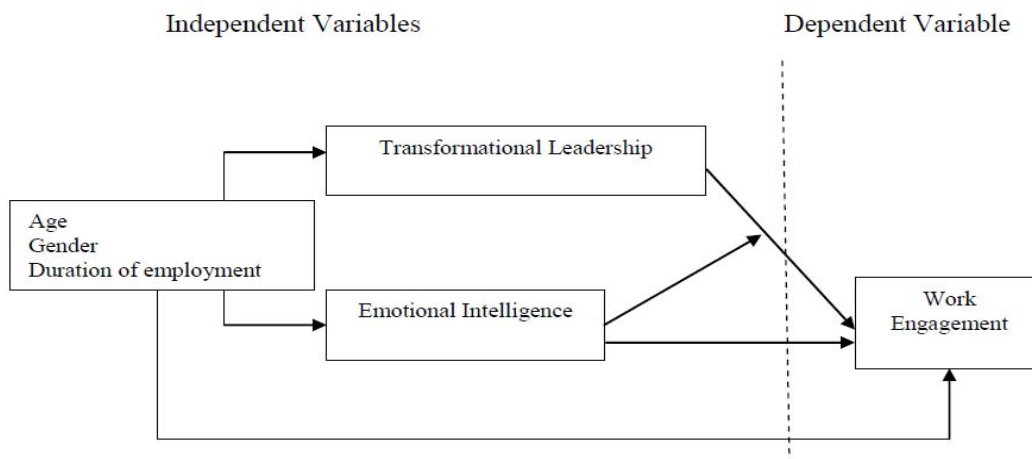 Independent Variables
Dependent Variable
Transformational Leadership
Age
Gender
Duration of employment
Emotional Intelligence
Work
Engagement